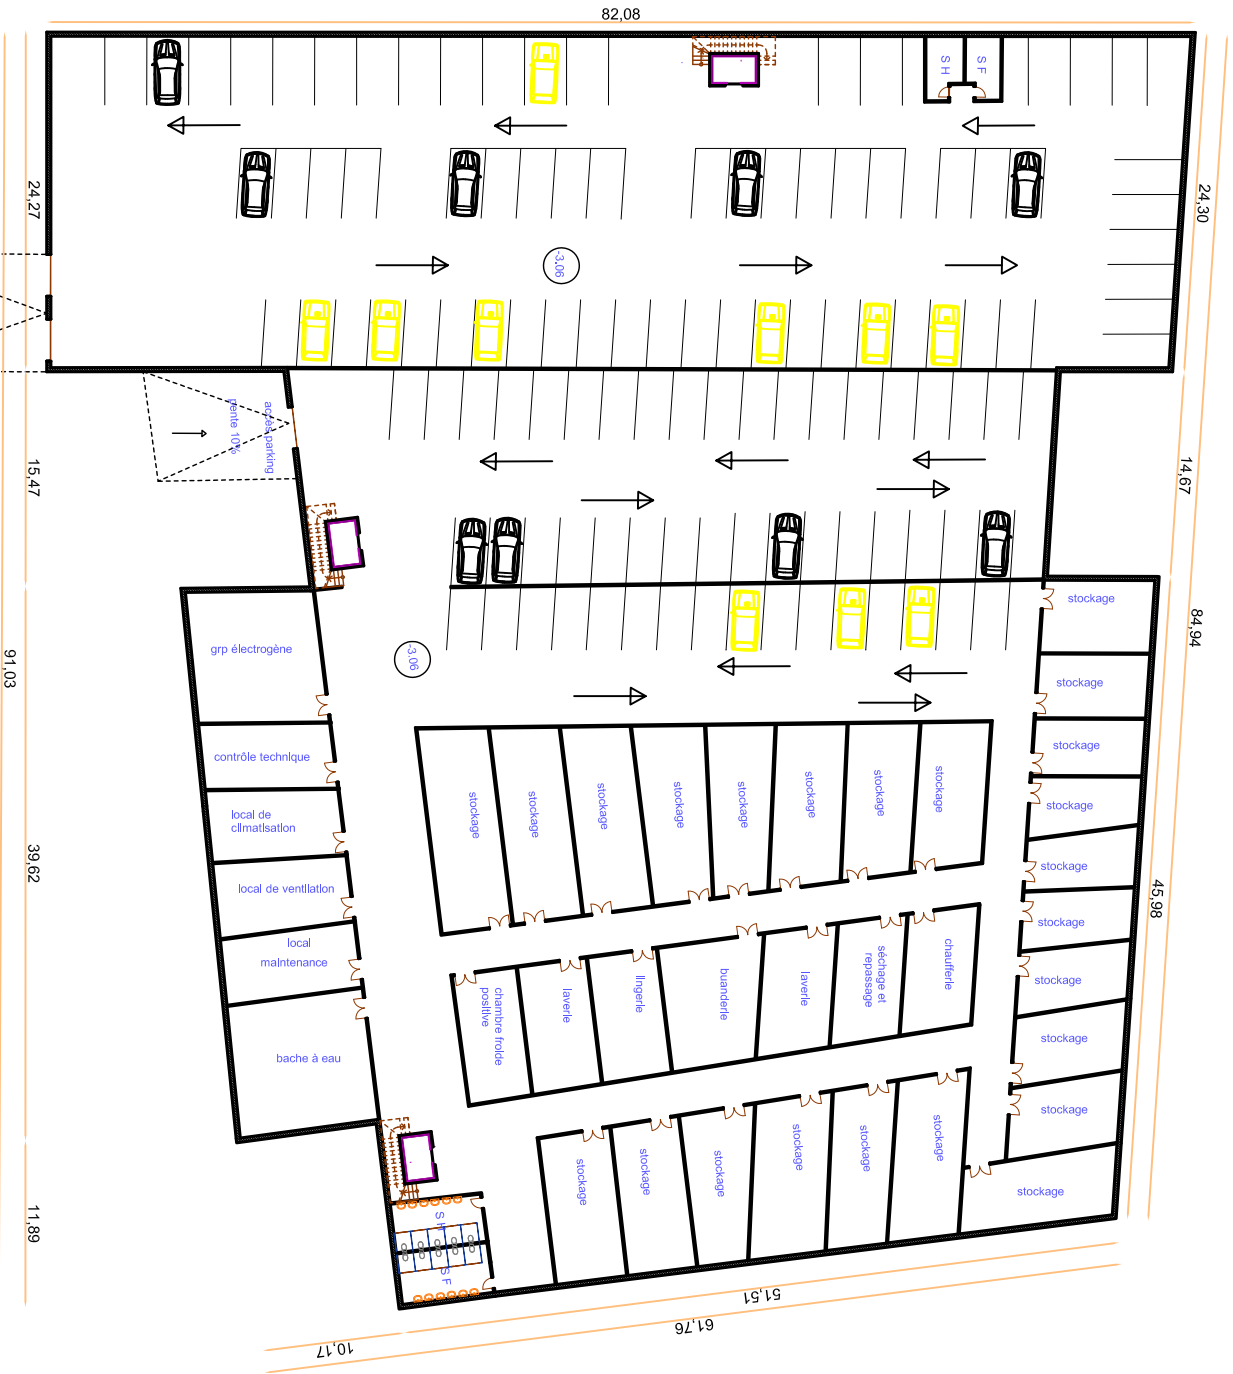 82,08
S H
S F
24,27
24,30
-3.06
accès parking
pente 10%
15,47
14,67
stockage
84,94
grp électrogène
-3.06
91,03
stockage
contrôle technique
stockage
stockage
stockage
stockage
stockage
stockage
stockage
stockage
stockage
stockage
local de
climatisation
39,62
stockage
local de ventilation
45,98
stockage
local
maintenance
chambre froide
positive
laverie
lingerie
buanderie
laverie
séchage et
repassage
chaufferie
stockage
stockage
bache à eau
stockage
stockage
stockage
stockage
stockage
stockage
stockage
stockage
S H
S F
11,89
51,51
61,76
10,17